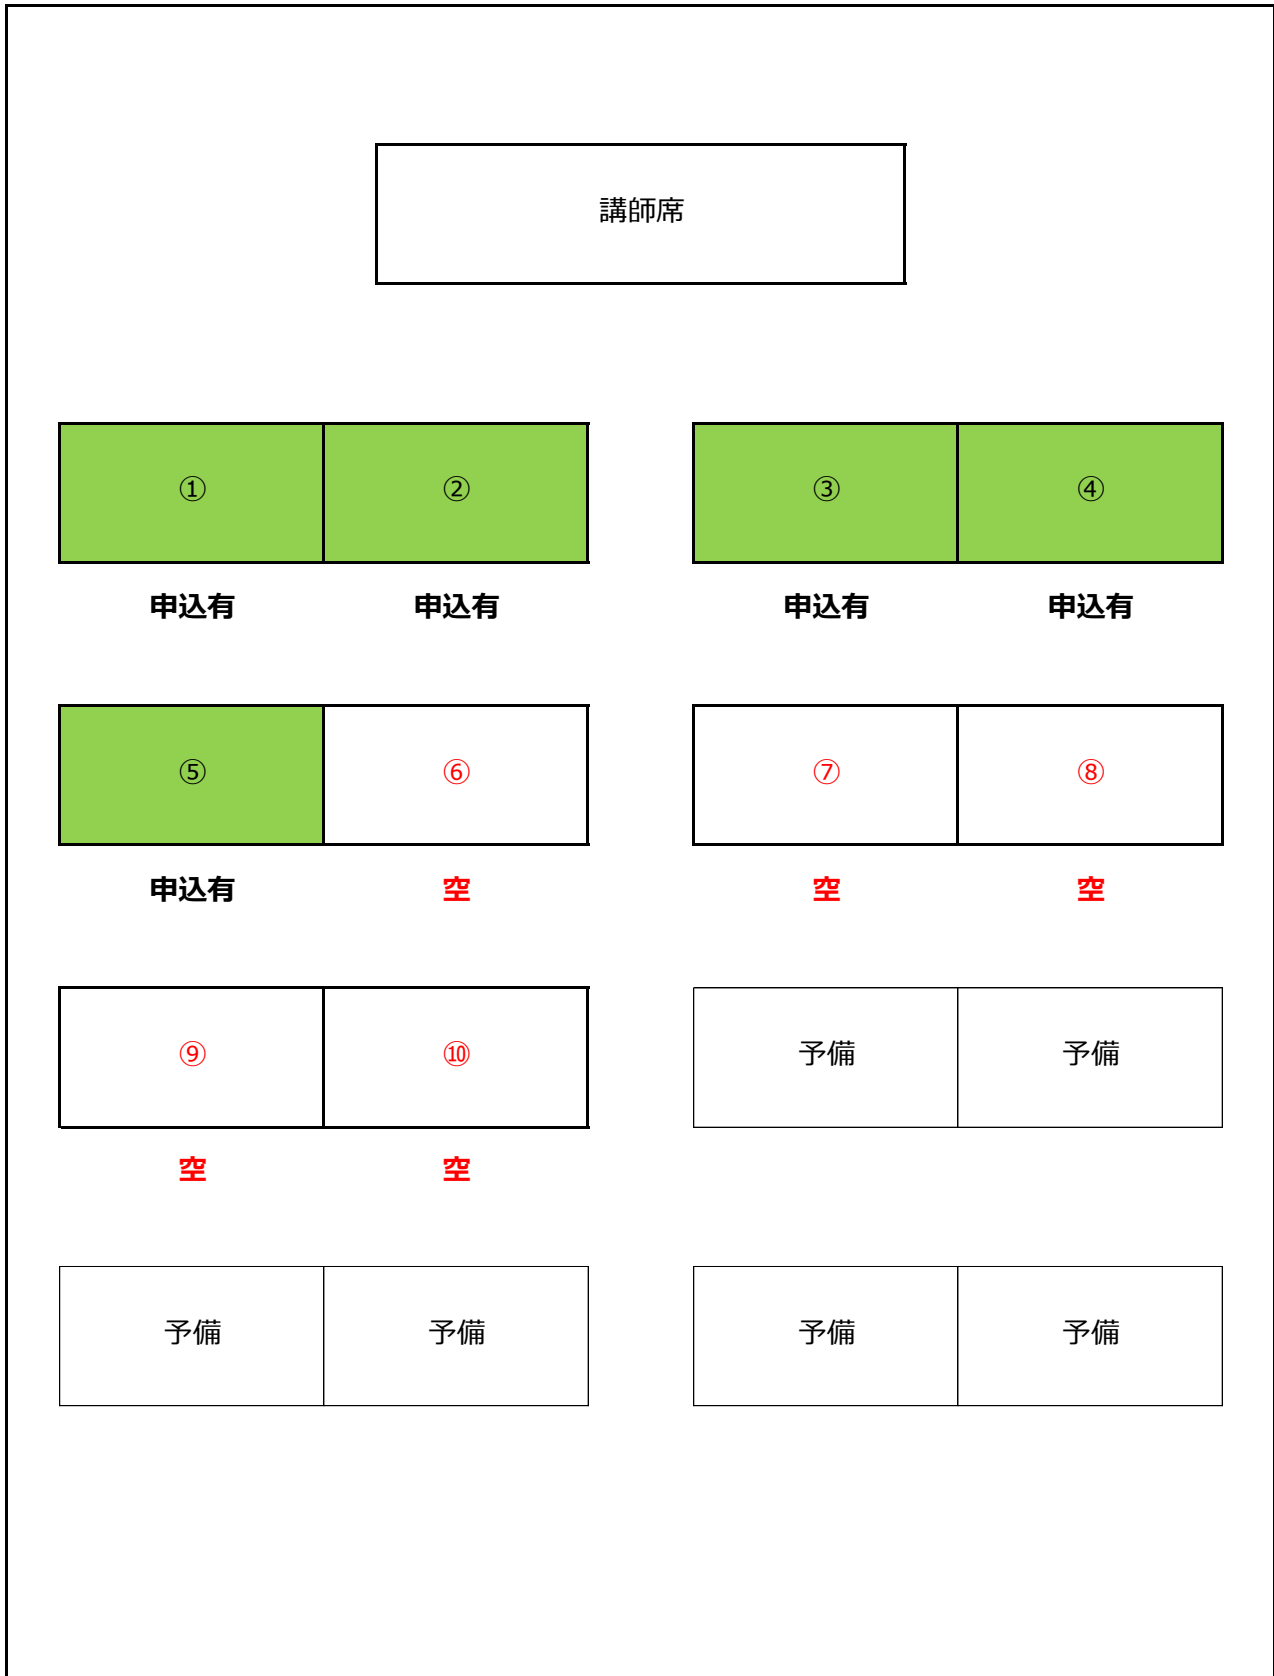 講師席
① ② ③ ④
申込有 申込有 申込有 申込有
⑤ ⑥ ⑦ ⑧
申込有 空 空 空
⑨ ⑩ 予備 予備
空 空
予備 予備 予備 予備